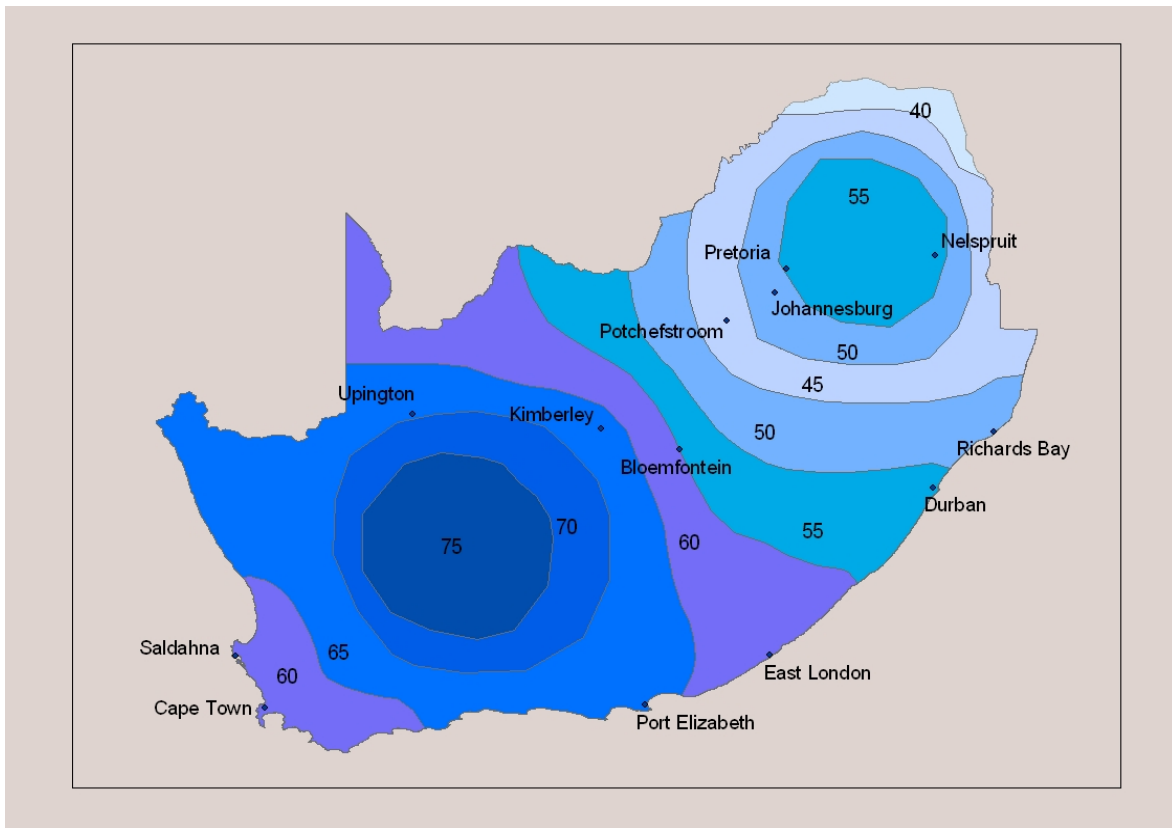 40
55
Nelspruit
Pretoria
Johannesburg
Potchefstroom
50
45
Upington
Kimberley
50
Richards Bay
Bloemfontein
Durban
70
55
60
75
Saldahna
65
East London
60
Cape Town
Port Elizabeth